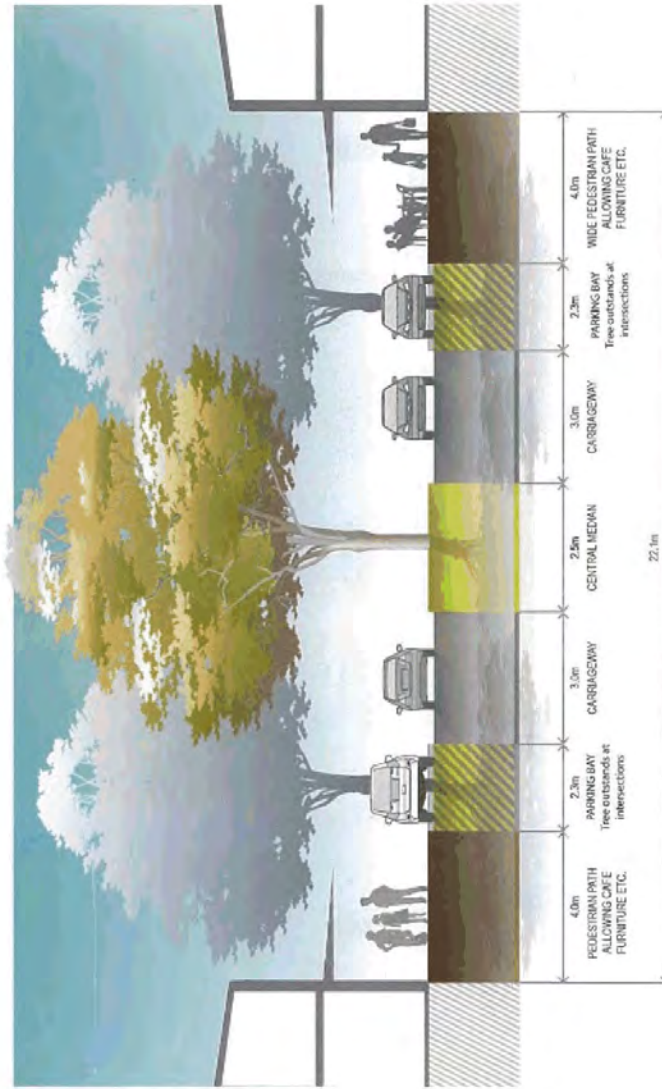 4.0m
PEDESTRIAN PATH
ALLOWING CAFE
FURNITURE ETC.
2.3m
PARKING BAY
Tree outstands at
intersections
3.0m
CARRIAGEWAY
2.5m
CENTRAL MEDIAN
3.0m
CARRIAGEWAY
2.3m
PARKING BAY
Tree outstands at
intersections
4.0m
WIDE PEDESTRIAN PATH
ALLOWING CAFE
FURNITURE ETC.
22.1m